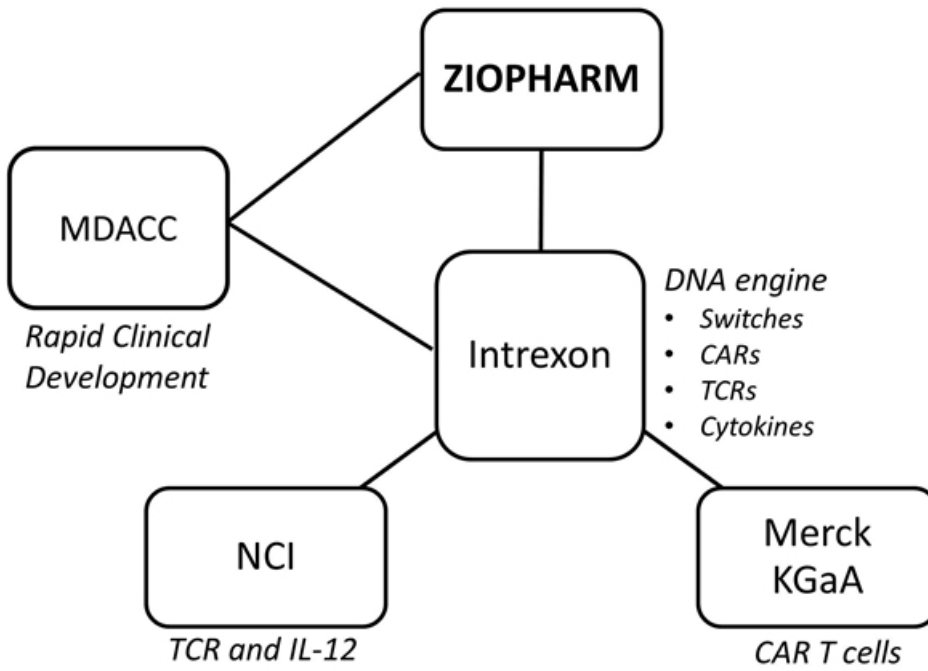 ZIOPHARM
MDACC
Rapid Clinical
Development
Intrexon
DNA engine
• Switches
• CARs
• TCRs
• Cytokines
NCI
TCR and IL-12
Merck
KGaA
CAR T cells